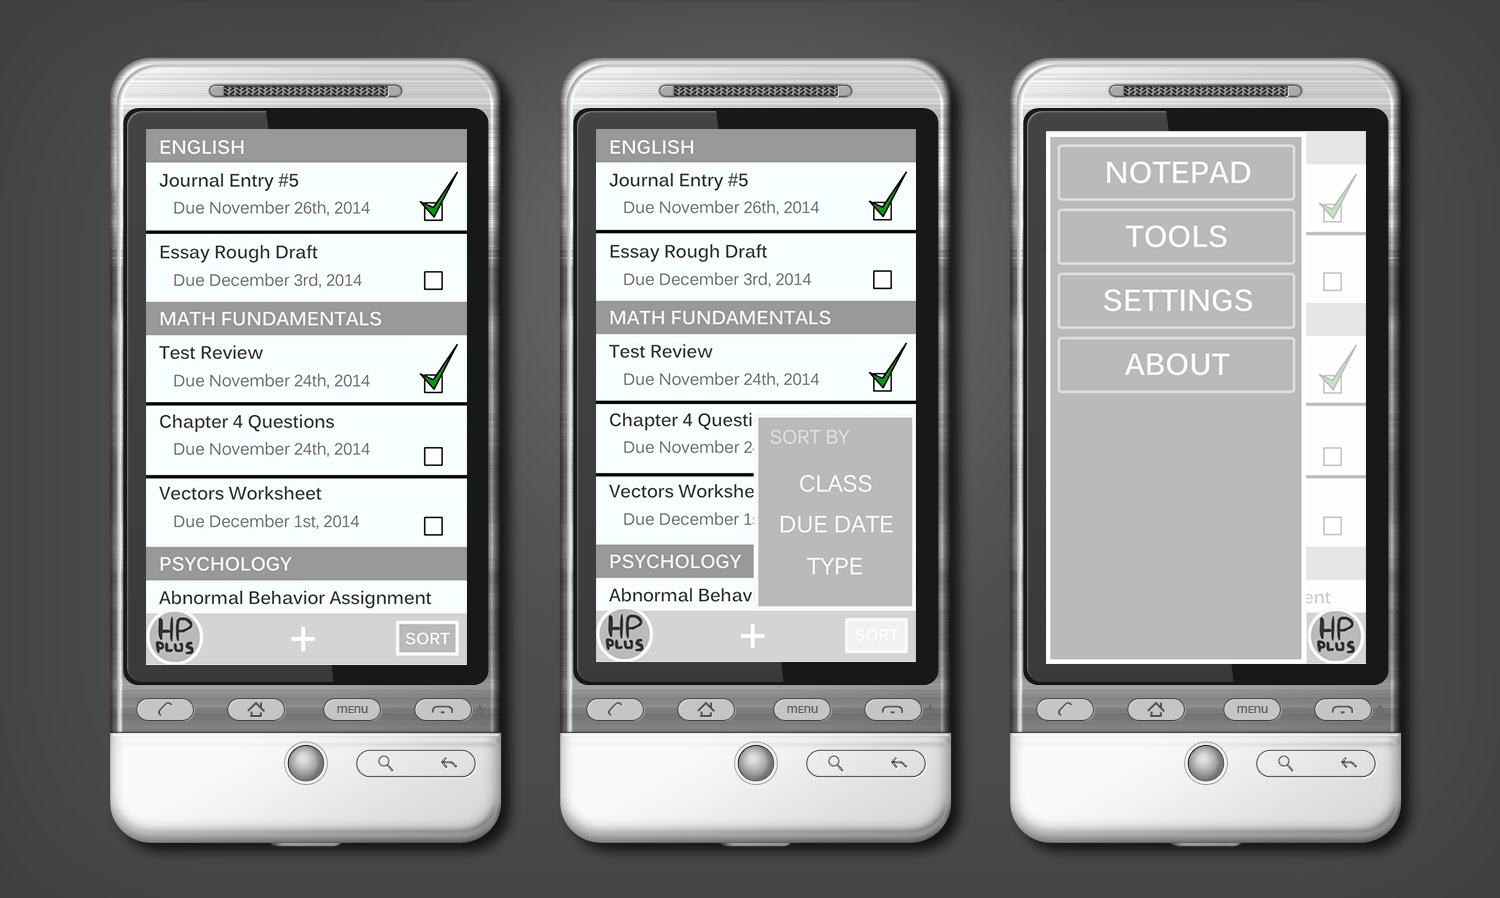 ENGLISH
Journal Entry #5
Due November 26th, 2014
Essay Rough Draft
Due December 3rd, 2014
MATH FUNDAMENTALS
Test Review
Due November 24th, 2014
Chapter 4 Questions
Due November 24th, 2014
Vectors Worksheet
Due December 1st, 2014
PSYCHOLOGY
Abnormal Behavior Assignment
HP
PLUS
+
SORT
MENU
ENGLISH
Journal Entry #5
Due November 26th, 2014
Essay Rough Draft
Due December 3rd, 2014
MATH FUNDAMENTALS
Test Review
Due November 24th, 2014
Chapter 4 Questi
Due November 2
Vectors Workshe
Due December 1
PSYCHOLOGY
Abnormal Behav
SORT BY
CLASS
DUE DATE
TYPE
HP
PLUS
+
SORT
MENU
NOTEPAD
TOOLS
SETTINGS
ABOUT
ent
HP
PLUS
MENU